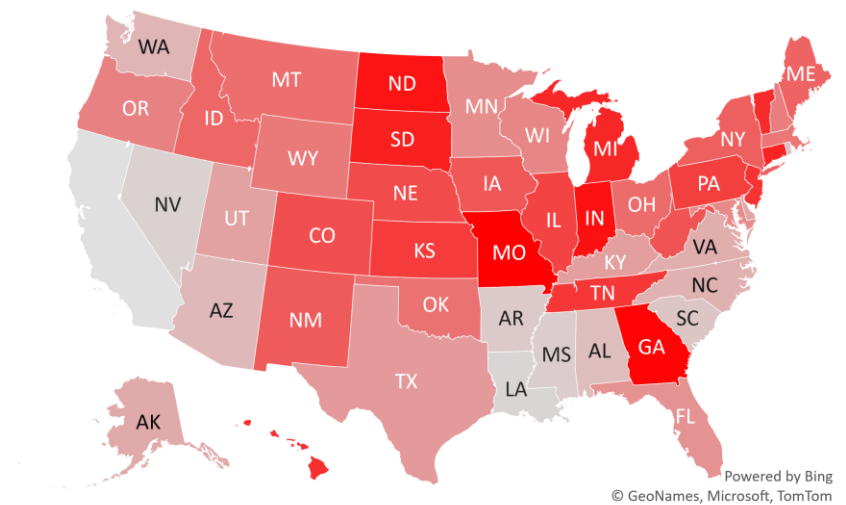 WA
MT
ND
ME
OR
ID
MN
SD
WI
MI
NY
WY
IA
NE
PA
NV
UT
IL
IN
OH
CO
KS
MO
VA
KY
NC
TN
AZ
NM
OK
AR
SC
MS
AL
GA
TX
LA
FL
AK
Powered by Bing
© GeoNames, Microsoft, TomTom